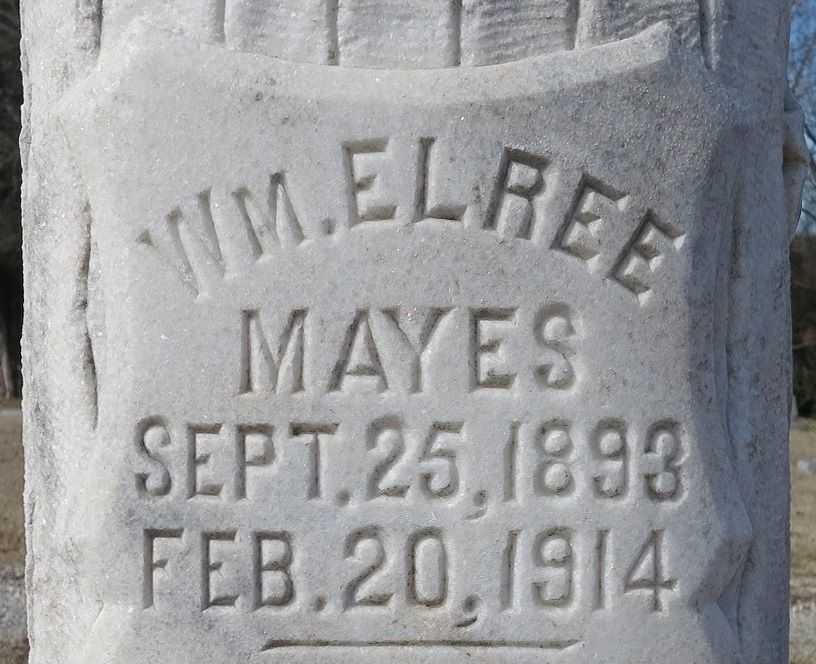 WM. ELREE
MAYES
SEPT. 25, 1893
FEB. 20, 1914